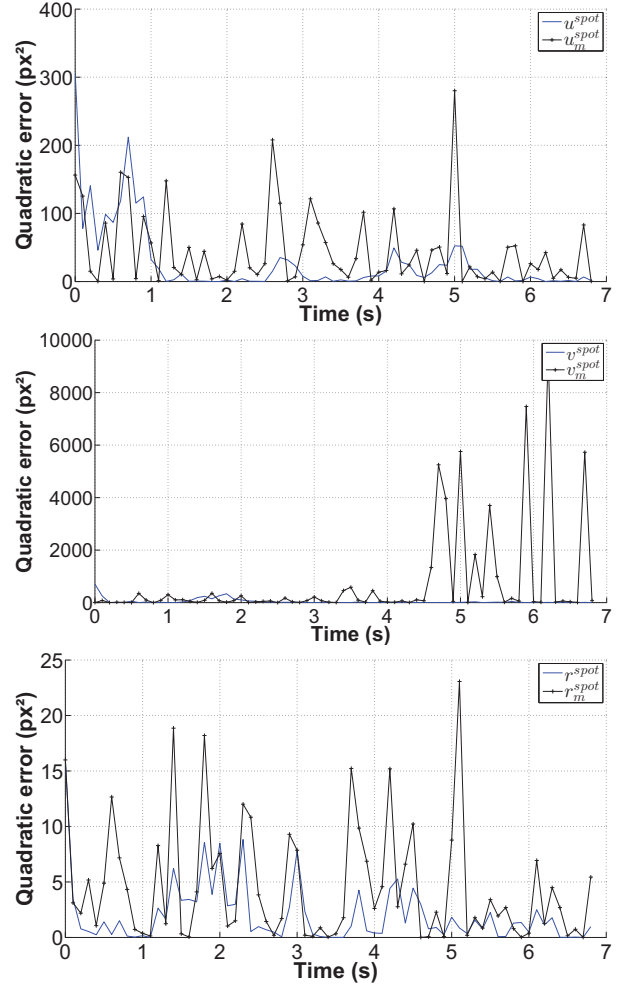 400
300
200
100
0
Quadratic error (px²)
u^{spot}
u_m^{spot}
0 1 2 3 4 5 6 7
Time (s)
10000
8000
6000
4000
2000
0
Quadratic error (px²)
v^{spot}
v_m^{spot}
0 1 2 3 4 5 6 7
Time (s)
25
20
15
10
5
0
Quadratic error (px²)
r^{spot}
r_m^{spot}
0 1 2 3 4 5 6 7
Time (s)